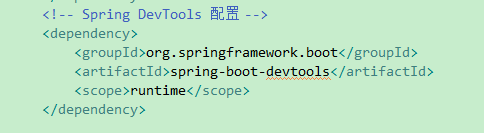 <!-- Spring DevTools 配置 -->
<dependency>
<groupId>org.springframework.boot</groupId>
<artifactId>spring-boot-devtools</artifactId>
<scope>runtime</scope>
</dependency>